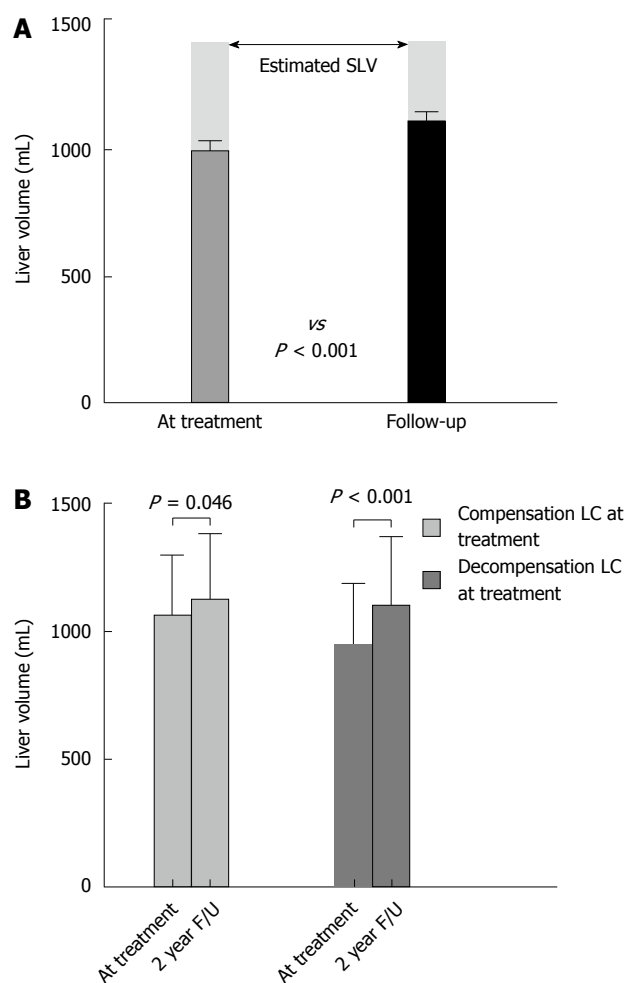 A
1500
1000
500
0
Liver volume (mL)
Estimated SLV
vs
P < 0.001
At treatment
Follow-up
B
1500
1000
500
0
Liver volume (mL)
P = 0.046
P < 0.001
Compensation LC at
treatment
Decompensation LC
at treatment
At treatment
2 year F/U
At treatment
2 year F/U